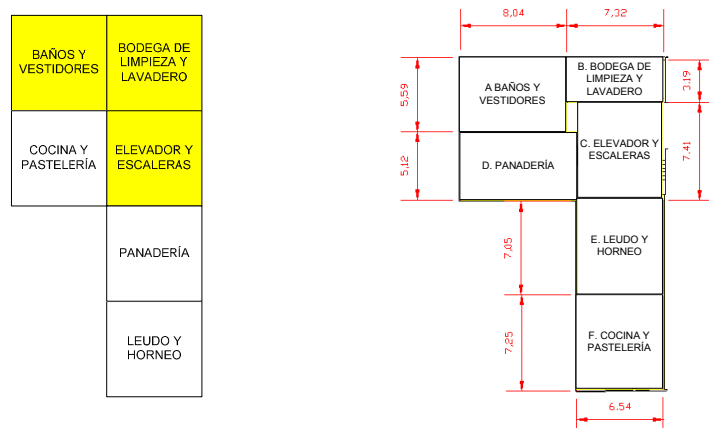 BAÑOS Y
VESTIDORES
BODEGA DE
LIMPIEZA Y
LAVADERO
COCINA Y
PASTELERÍA
ELEVADOR Y
ESCALERAS
PANADERÍA
LEUDO Y
HORNEO
8,04
7,32
A BAÑOS Y
VESTIDORES
B. BODEGA DE
LIMPIEZA Y
LAVADERO
5,59
3,19
C. ELEVADOR Y
ESCALERAS
D. PANADERÍA
5,12
7,41
E. LEUDO Y
HORNEO
7,05
F. COCINA Y
PASTELERÍA
7,25
6,54